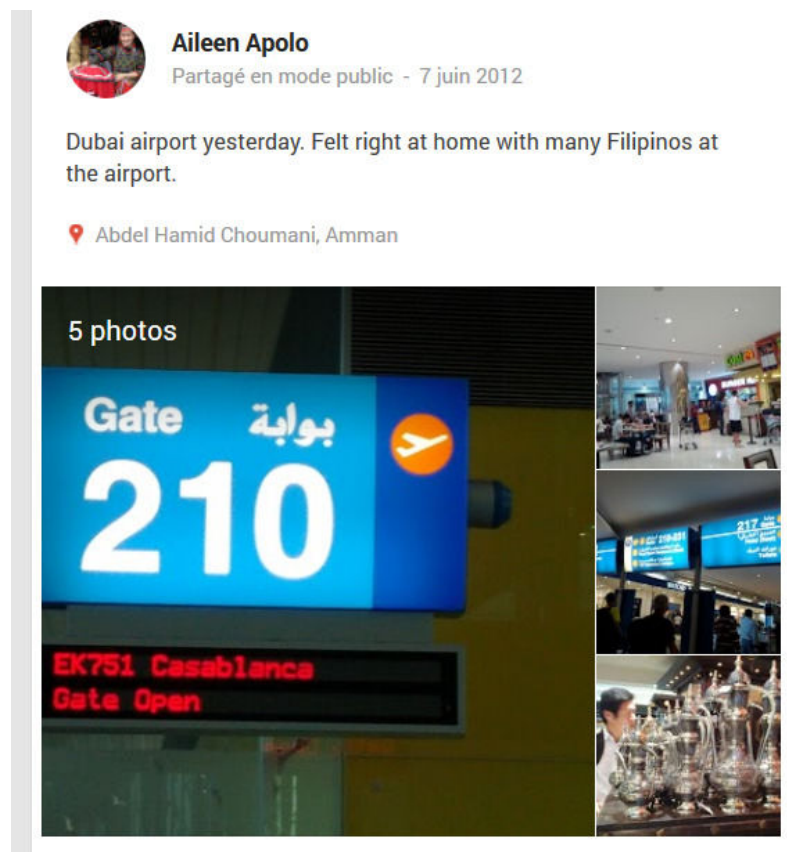 Aileen Apolo
Partagé en mode public - 7 juin 2012
Dubai airport yesterday. Felt right at home with many Filipinos at
the airport.
Abdel Hamid Choumani, Amman
5 photos
Gate بوابة
210
EK751 Casablanca
Gate Open
217